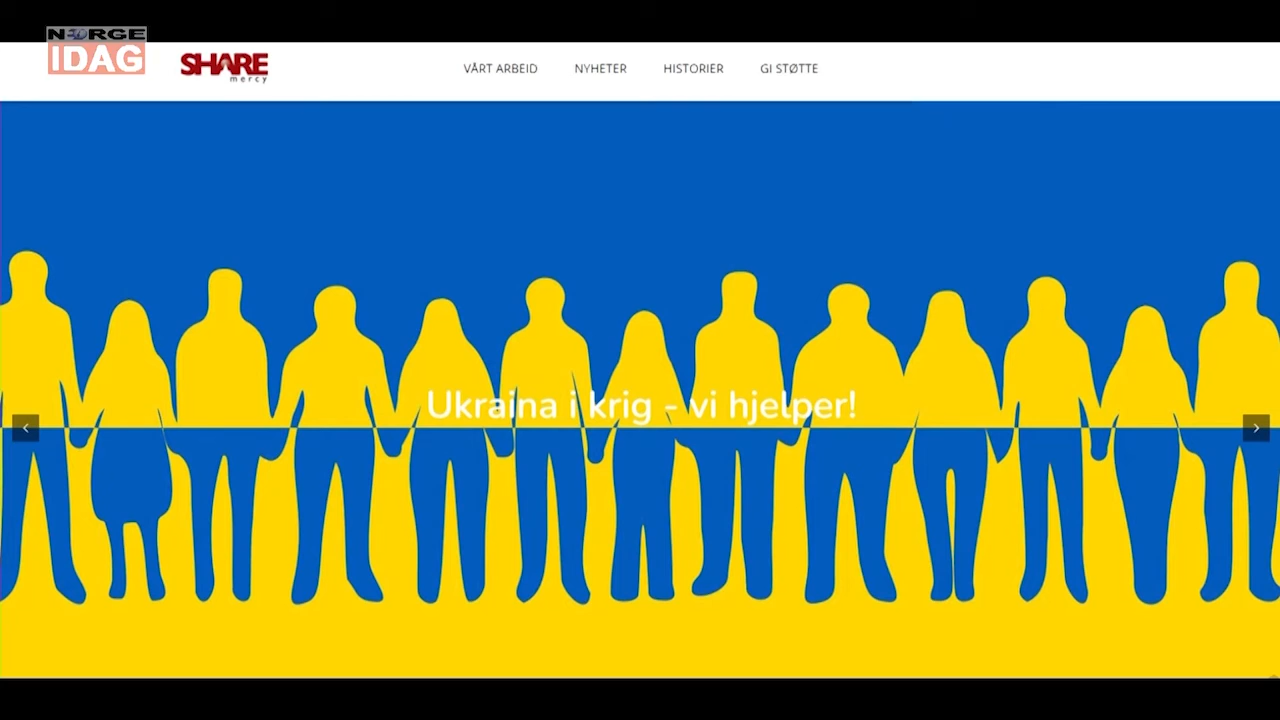 NORGE
IDAG
SHARE
mercy
VÅRT ARBEID
NYHETER
HISTORIER
GI STØTTE
Ukraina i krig - vi hjelper!